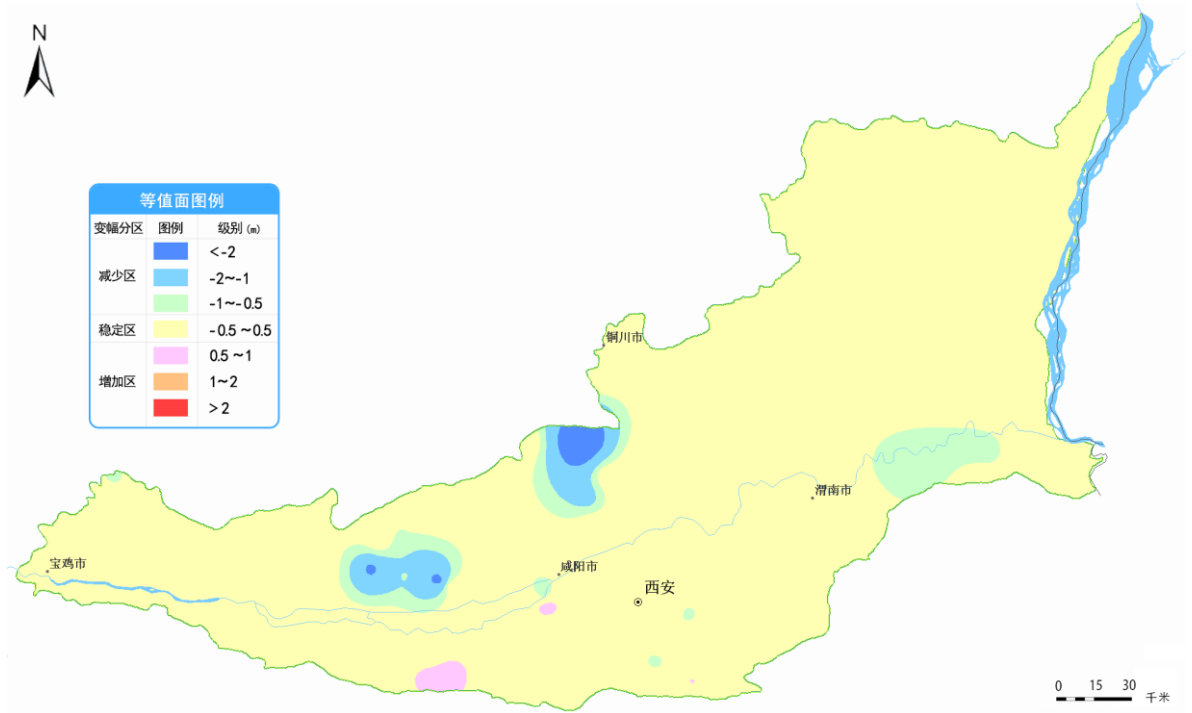 N
等值面图例
变幅分区 图例 级别 (m)
减少区
<-2
-2~-1
-1~-0.5
稳定区 -0.5~0.5
增加区
0.5~1
1~2
>2
铜川市
渭南市
宝鸡市
咸阳市
西安
0 15 30 千米